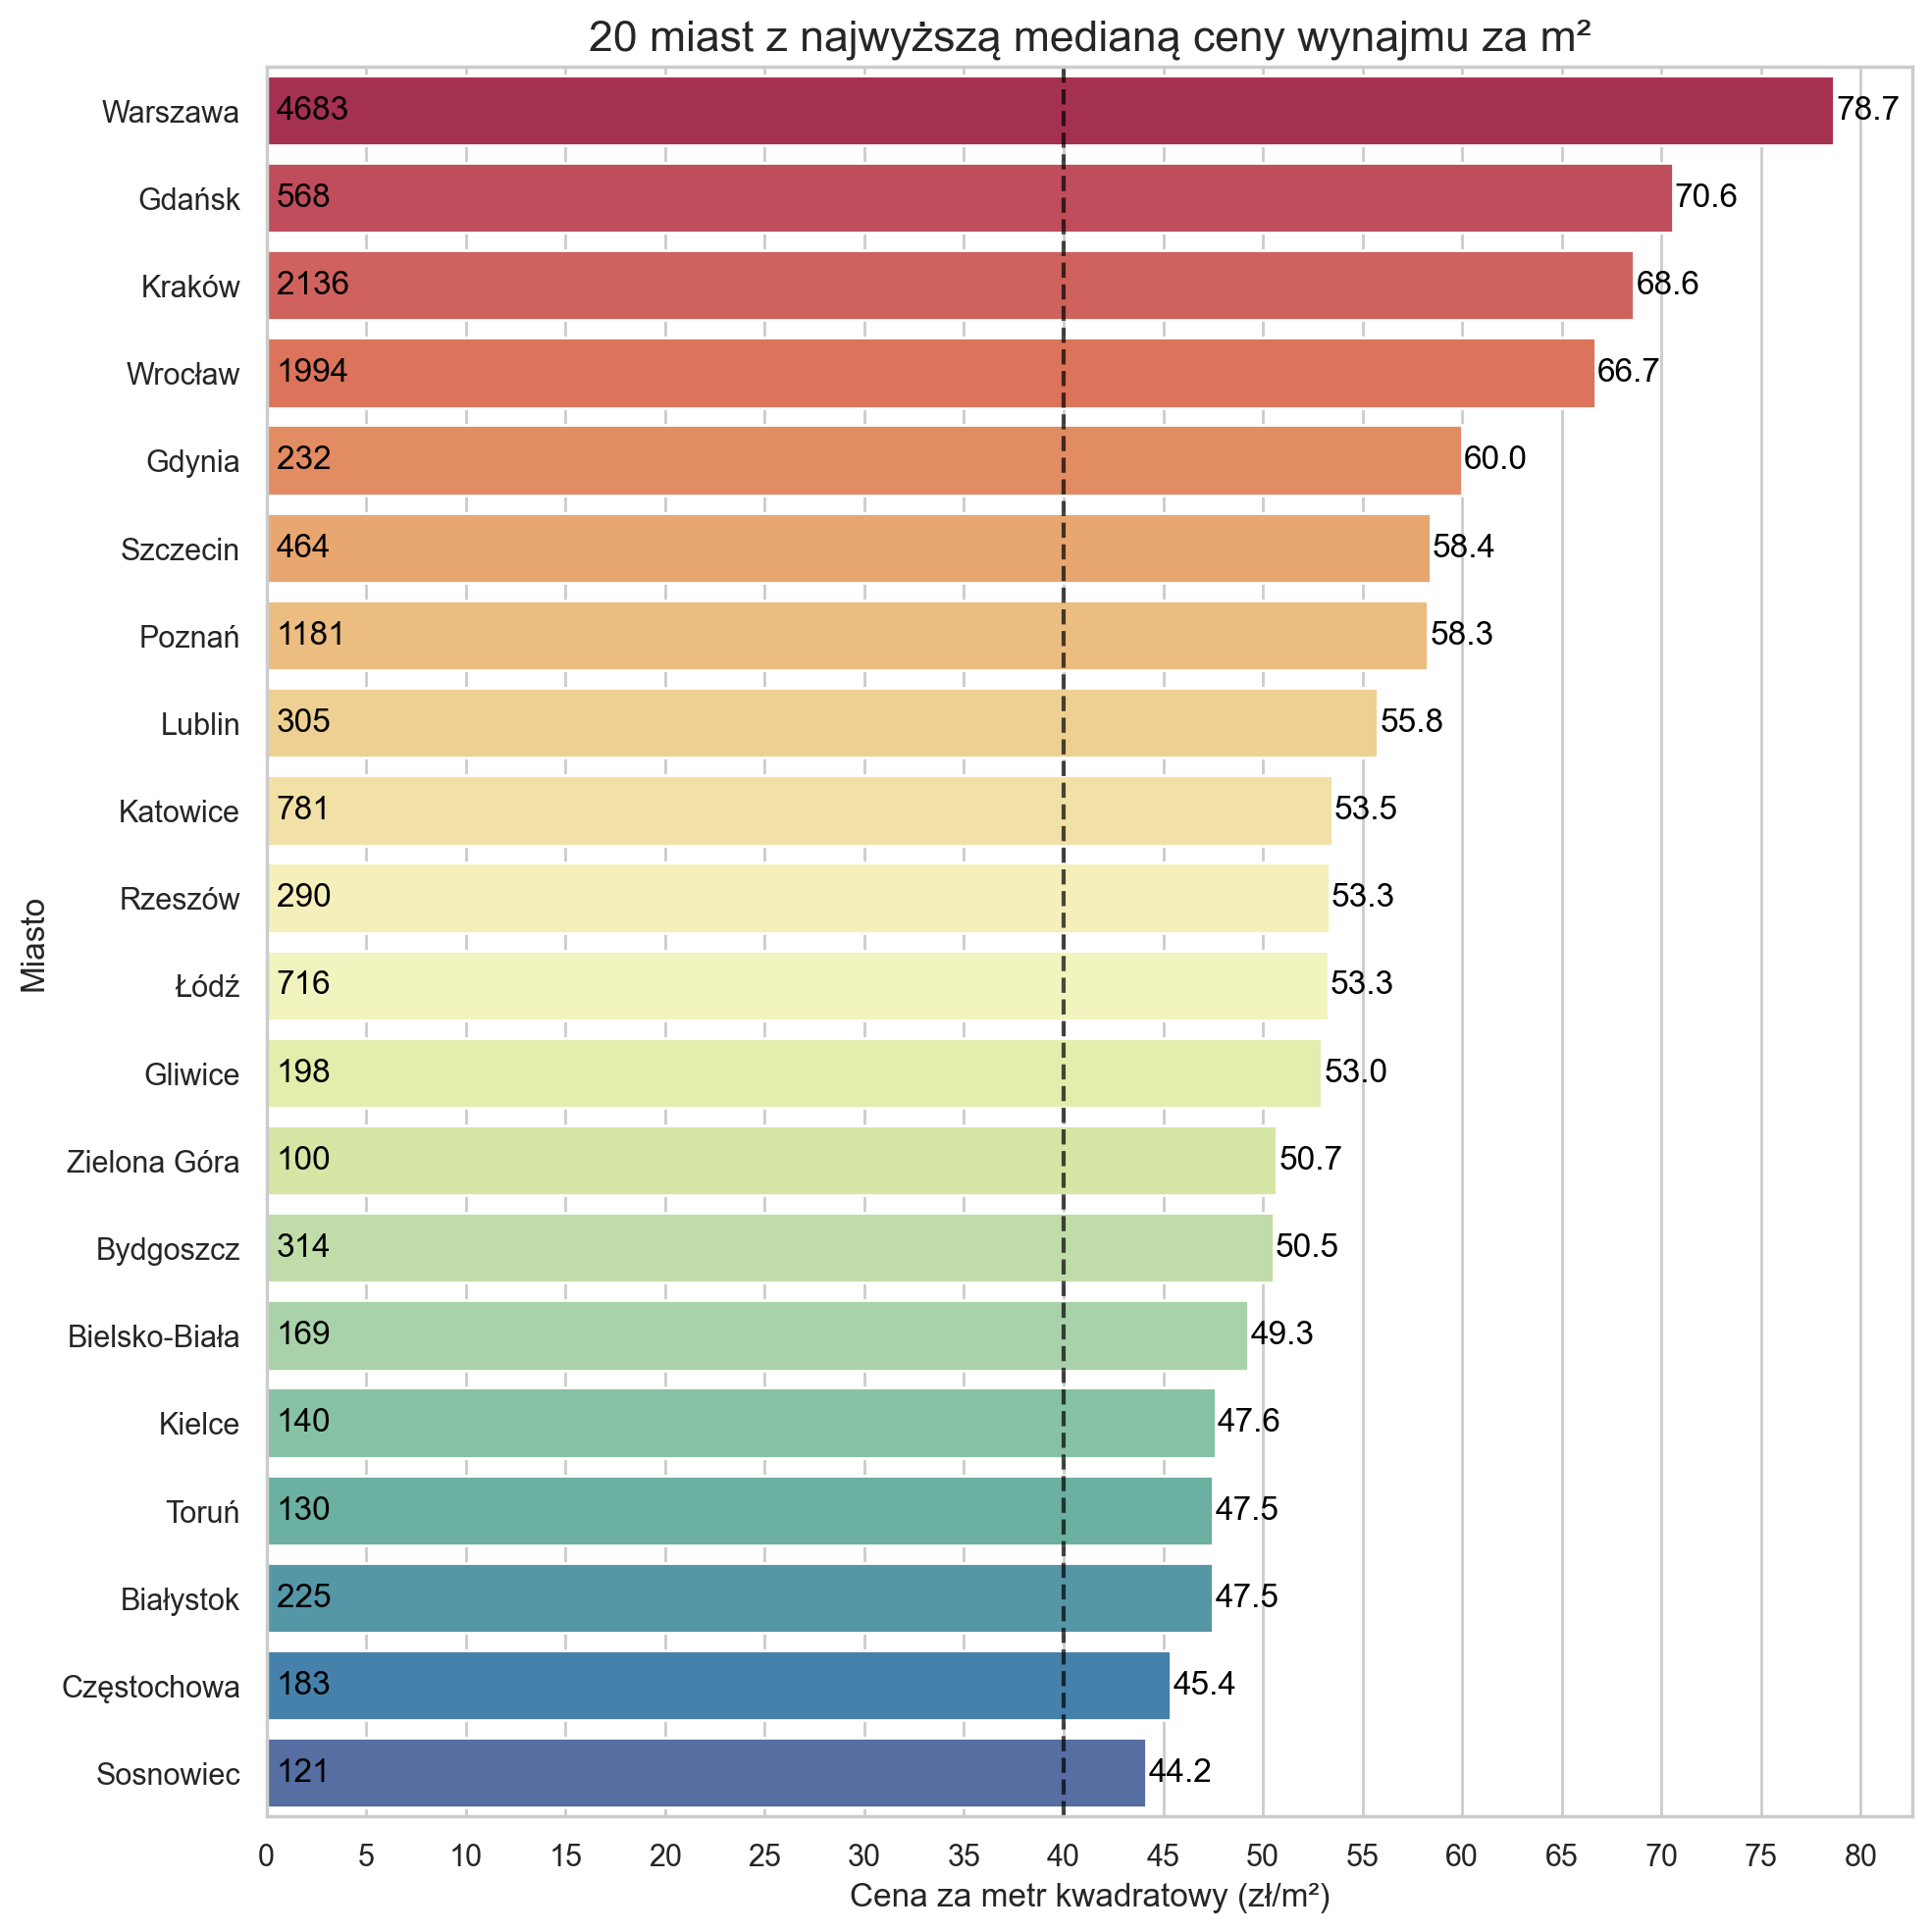 20 miast z najwyższą medianą ceny wynajmu za m²
Warszawa 4683 78.7
Gdańsk 568 70.6
Kraków 2136 68.6
Wrocław 1994 66.7
Gdynia 232 60.0
Szczecin 464 58.4
Poznań 1181 58.3
Lublin 305 55.8
Katowice 781 53.5
Rzeszów 290 53.3
Łódź 716 53.3
Gliwice 198 53.0
Zielona Góra 100 50.7
Bydgoszcz 314 50.5
Bielsko-Biała 169 49.3
Kielce 140 47.6
Toruń 130 47.5
Białystok 225 47.5
Częstochowa 183 45.4
Sosnowiec 121 44.2
Miasto
0 5 10 15 20 25 30 35 40 45 50 55 60 65 70 75 80
Cena za metr kwadratowy (zł/m²)